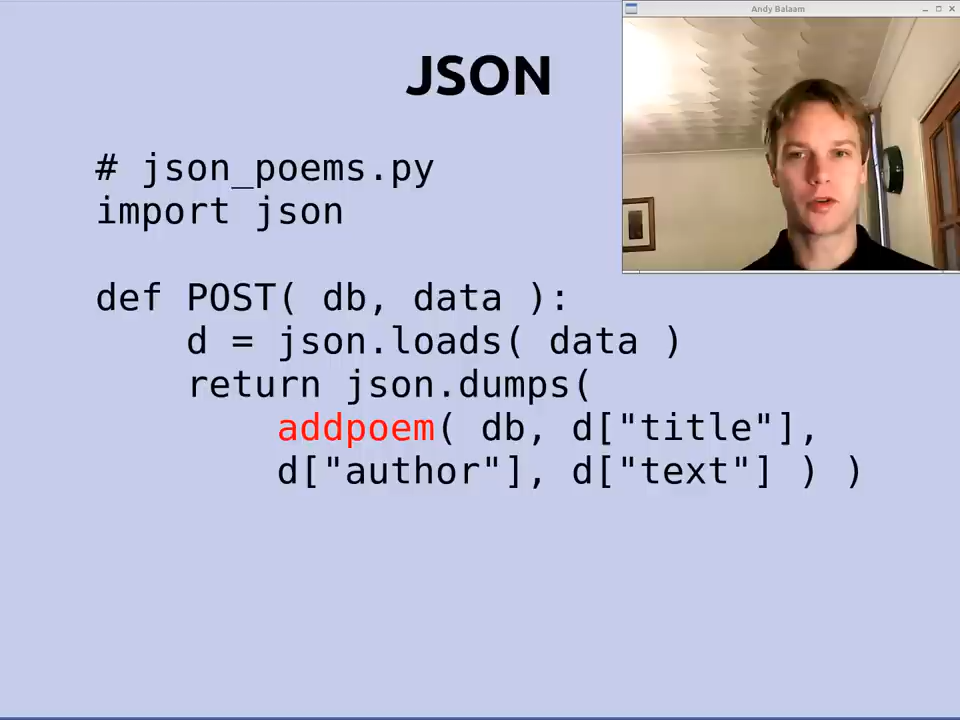 Andy Balaam
JSON
# json_poems.py
import json
def POST( db, data ):
d = json.loads( data )
return json.dumps(
addpoem( db, d["title"],
d["author"], d["text"] ) )